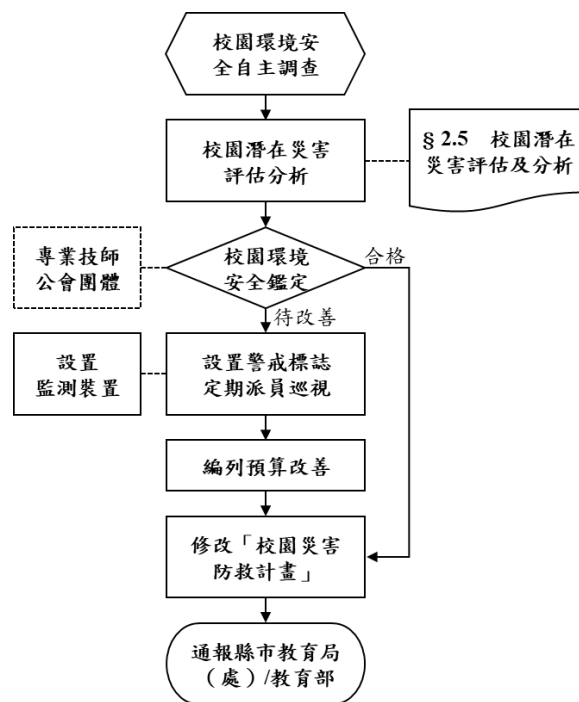 校園環境安
全自主調查
校園潛在災害
評估分析
§ 2.5 校園潛在
災害評估及分析
專業技師
公會團體
校園環境
安全鑑定
合格
待改善
設置
監測裝置
設置警戒標誌
定期派員巡視
編列預算改善
修改「校園災害
防救計畫」
通報縣市教育局
（處）/教育部